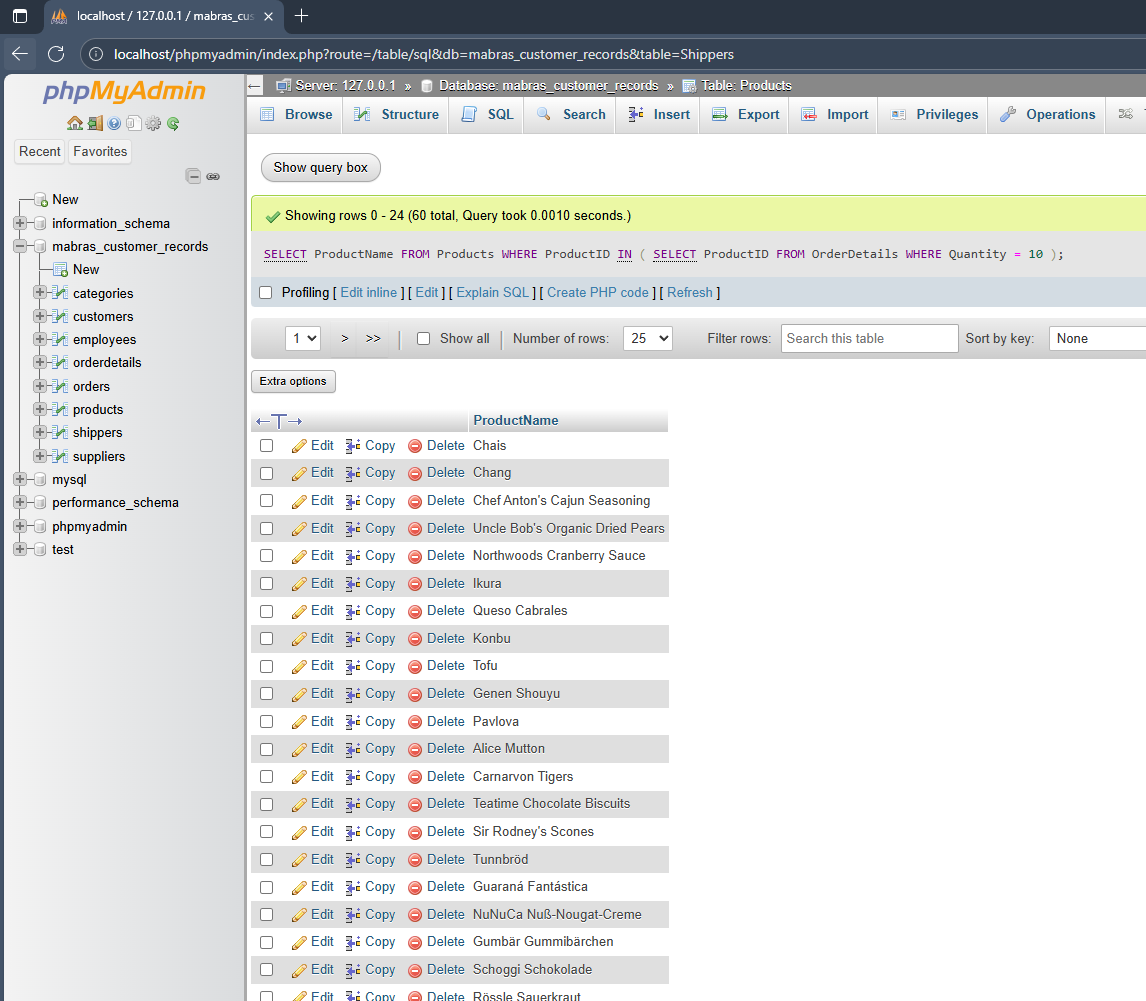 localhost / 127.0.0.1 / mabras_cus
localhost/phpmyadmin/index.php?route=/table/sql&db=mabras_customer_records&table=Shippers
phpMyAdmin
Recent Favorites
New
information_schema
mabras_customer_records
New
categories
customers
employees
orderdetails
orders
products
shippers
suppliers
mysql
performance_schema
phpmyadmin
test
Server: 127.0.0.1 » Database: mabras_customer_records » Table: Products
Browse Structure SQL Search Insert Export Import Privileges Operations
Show query box
Showing rows 0 - 24 (60 total, Query took 0.0010 seconds.)
SELECT ProductName FROM Products WHERE ProductID IN ( SELECT ProductID FROM OrderDetails WHERE Quantity = 10 );
Profiling [ Edit inline ] [ Edit ] [ Explain SQL ] [ Create PHP code ] [ Refresh ]
1 > >> Show all Number of rows: 25 Filter rows: Search this table Sort by key: None
Extra options
←T→ ProductName
Edit Copy Delete Chais
Edit Copy Delete Chang
Edit Copy Delete Chef Anton's Cajun Seasoning
Edit Copy Delete Uncle Bob's Organic Dried Pears
Edit Copy Delete Northwoods Cranberry Sauce
Edit Copy Delete Ikura
Edit Copy Delete Queso Cabrales
Edit Copy Delete Konbu
Edit Copy Delete Tofu
Edit Copy Delete Genen Shouyu
Edit Copy Delete Pavlova
Edit Copy Delete Alice Mutton
Edit Copy Delete Carnarvon Tigers
Edit Copy Delete Teatime Chocolate Biscuits
Edit Copy Delete Sir Rodney's Scones
Edit Copy Delete Tunnbröd
Edit Copy Delete Guaraná Fantástica
Edit Copy Delete NuNuCa Nuß-Nougat-Creme
Edit Copy Delete Gumbär Gummibärchen
Edit Copy Delete Schoggi Schokolade
Edit Copy Delete Rössle Sauerkraut